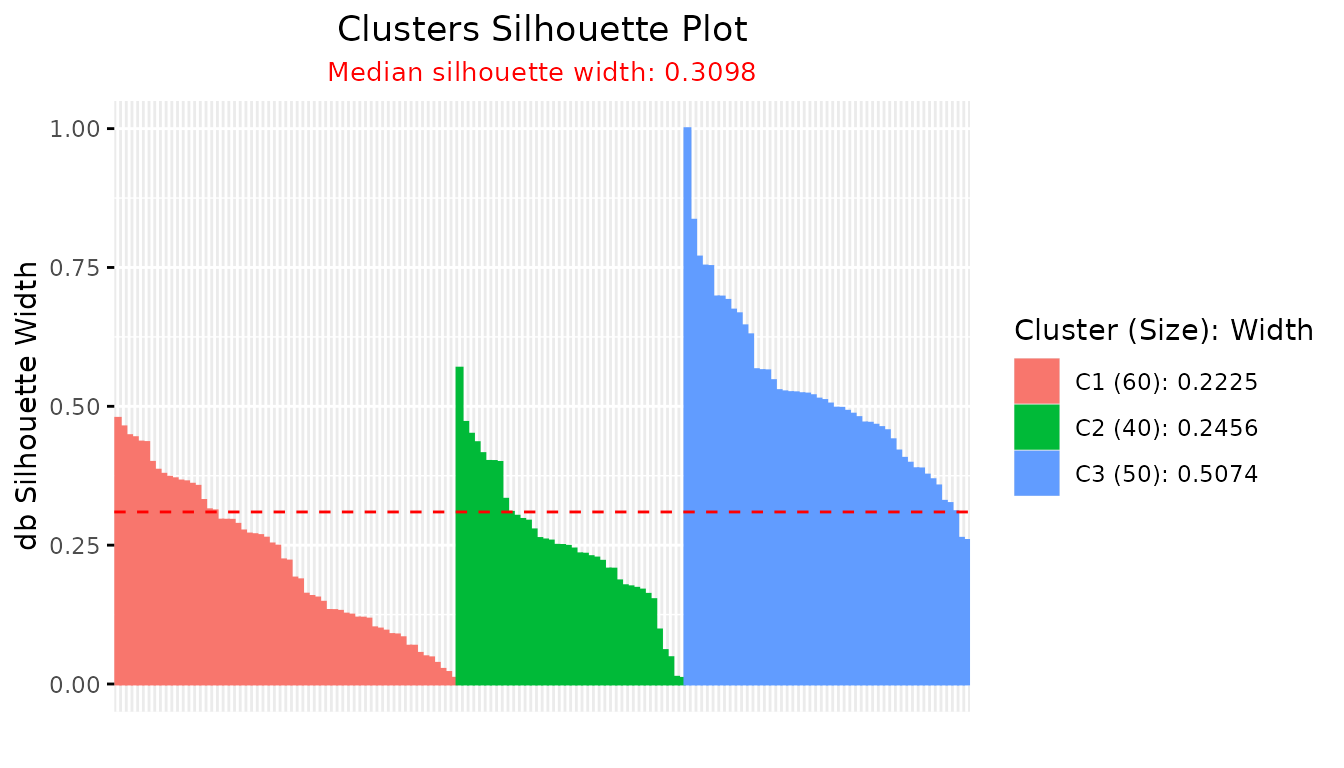 Clusters Silhouette Plot
Median silhouette width: 0.3098
db Silhouette Width
1.00
0.75
0.50
0.25
0.00
Cluster (Size): Width
C1 (60): 0.2225
C2 (40): 0.2456
C3 (50): 0.5074